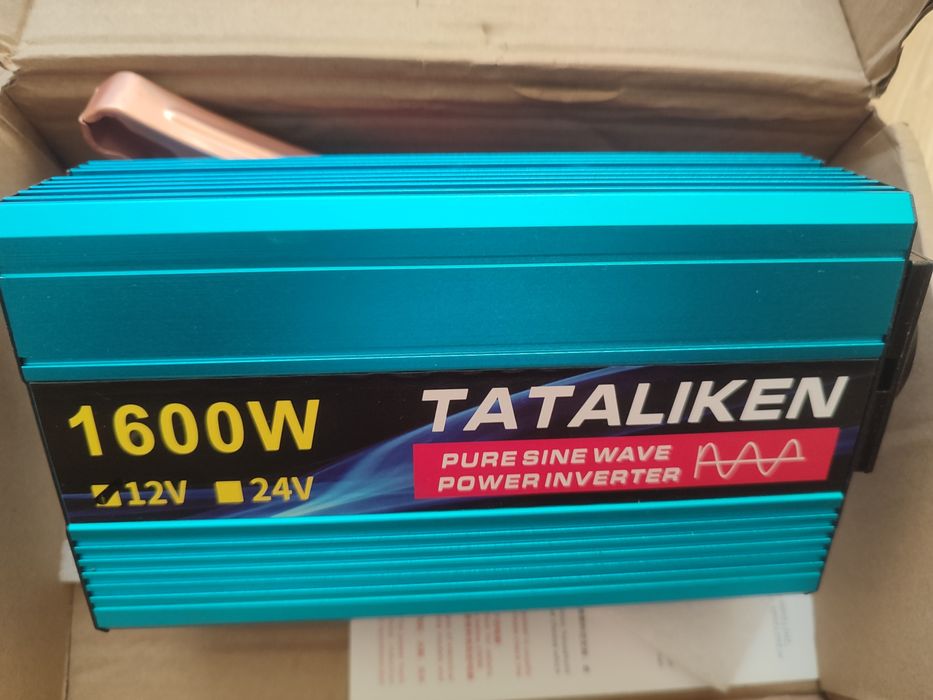 1600W
12V 24V
TATALIKEN
PURE SINE WAVE
POWER INVERTER